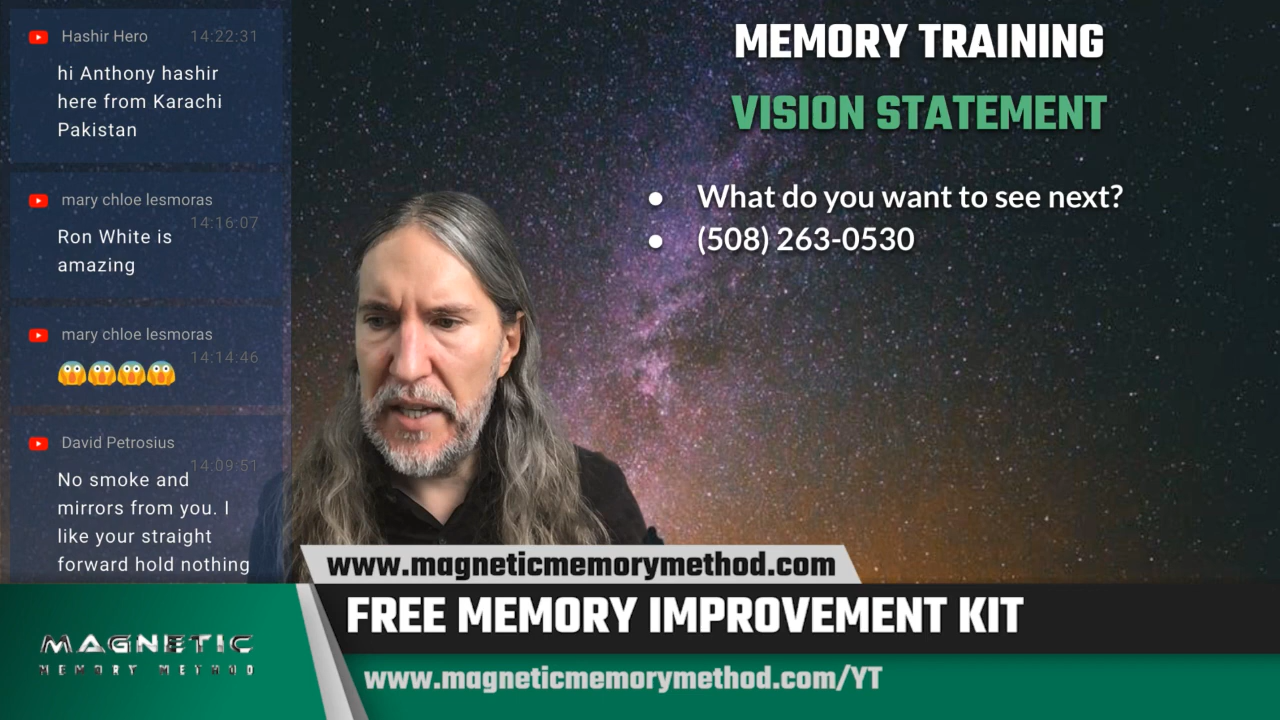 Hashir Hero 14:22:31
hi Anthony hashir
here from Karachi
Pakistan
mary chloe lesmoras
14:16:07
Ron White is
amazing
mary chloe lesmoras
14:14:46
😱😱😱😱
David Petrosius
14:09:51
No smoke and
mirrors from you. I
like your straight
forward hold nothing
MEMORY TRAINING
VISION STATEMENT
• What do you want to see next?
• (508) 263-0530
www.magneticmemorymethod.com
FREE MEMORY IMPROVEMENT KIT
www.magneticmemorymethod.com/YT
MAGNETIC
MEMORY METHOD